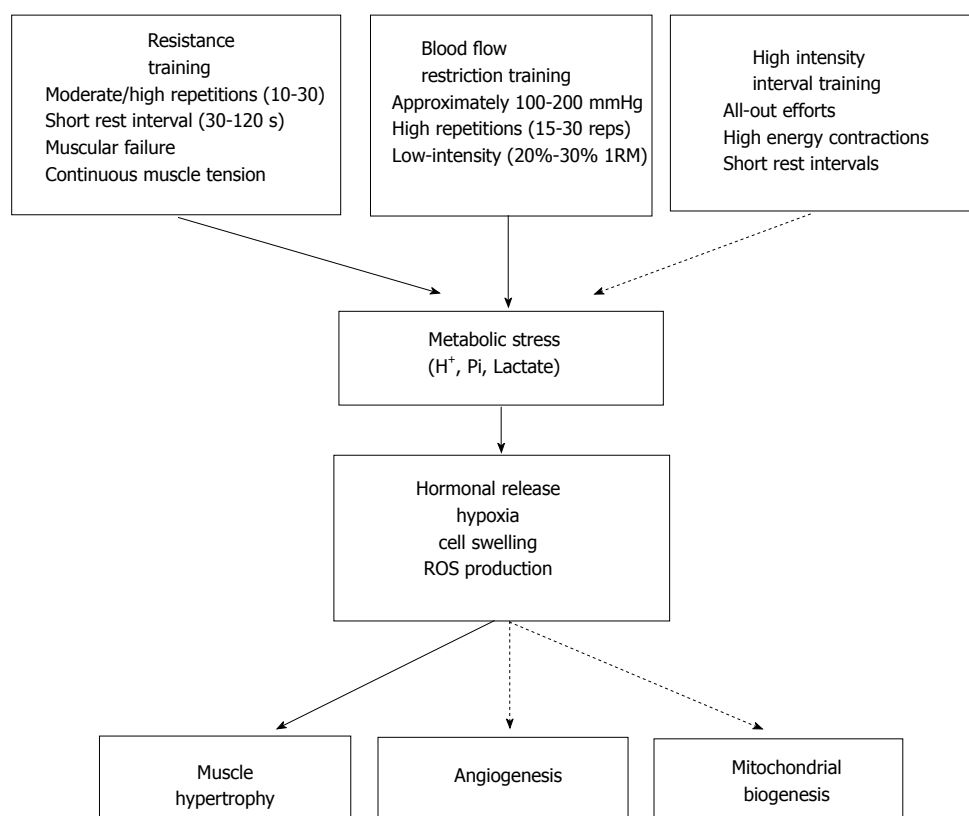 Resistance
training
Moderate/high repetitions (10-30)
Short rest interval (30-120 s)
Muscular failure
Continuous muscle tension
Blood flow
restriction training
Approximately 100-200 mmHg
High repetitions (15-30 reps)
Low-intensity (20%-30% 1RM)
High intensity
interval training
All-out efforts
High energy contractions
Short rest intervals
Metabolic stress
(H⁺, Pi, Lactate)
Hormonal release
hypoxia
cell swelling
ROS production
Muscle
hypertrophy
Angiogenesis
Mitochondrial
biogenesis